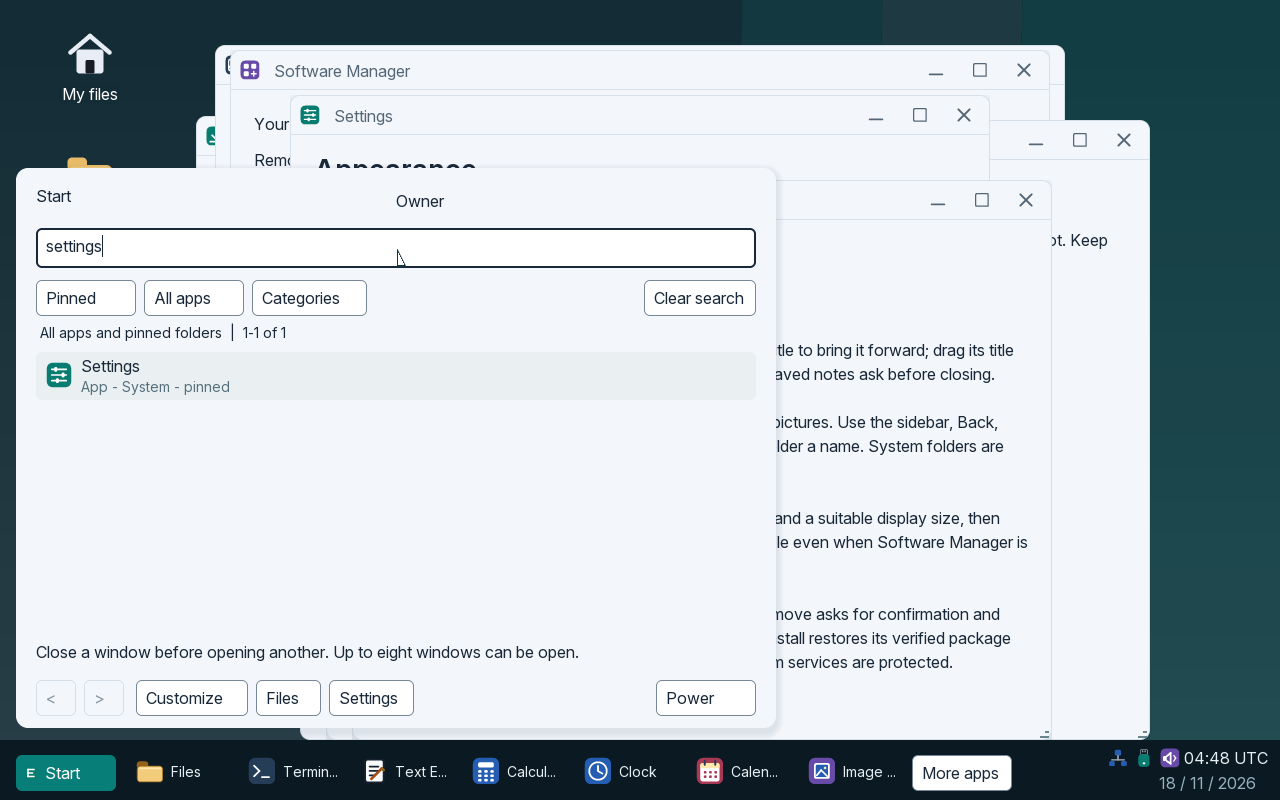 My files
Software Manager
Your
Remo
Settings
Appearance
ot. Keep
Start
Owner
settings
Pinned
All apps
Categories
Clear search
All apps and pinned folders | 1-1 of 1
Settings
App - System - pinned
tle to bring it forward; drag its title
aved notes ask before closing.
pictures. Use the sidebar, Back,
lder a name. System folders are
and a suitable display size, then
le even when Software Manager is
move asks for confirmation and
stall restores its verified package
m services are protected.
Close a window before opening another. Up to eight windows can be open.
<
>
Customize
Files
Settings
Power
E Start
Files
Termin...
Text E...
Calcul...
Clock
Calen...
Image ...
More apps
04:48 UTC
18 / 11 / 2026